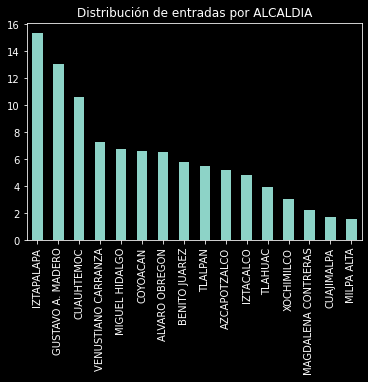 Distribución de entradas por ALCALDIA
16
14
12
10
8
6
4
2
0
IZTAPALAPA
GUSTAVO A. MADERO
CUAUHTEMOC
VENUSTIANO CARRANZA
MIGUEL HIDALGO
COYOACAN
ALVARO OBREGON
BENITO JUAREZ
TLALPAN
AZCAPOTZALCO
IZTACALCO
TLAHUAC
XOCHIMILCO
MAGDALENA CONTRERAS
CUAJIMALPA
MILPA ALTA